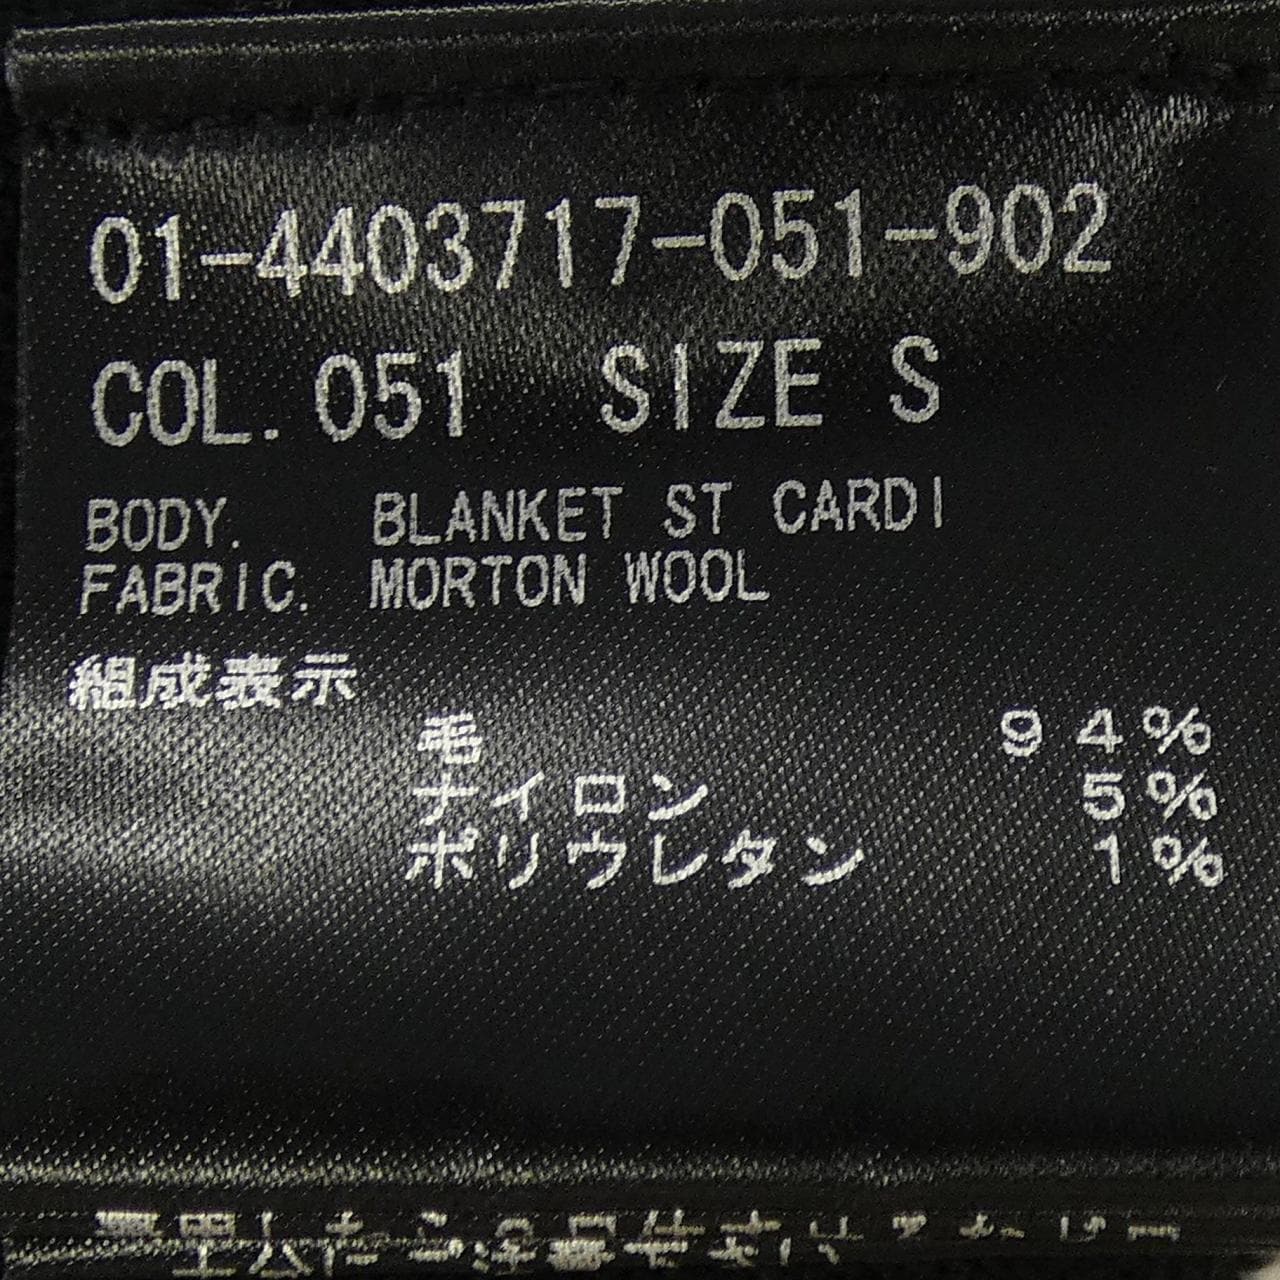 01-4403717-051-902
COL. 051 SIZE S
BODY. BLANKET ST CARDI
FABRIC. MORTON WOOL
組成表示
毛 94%
ナイロン 5%
ポリウレタン 1%